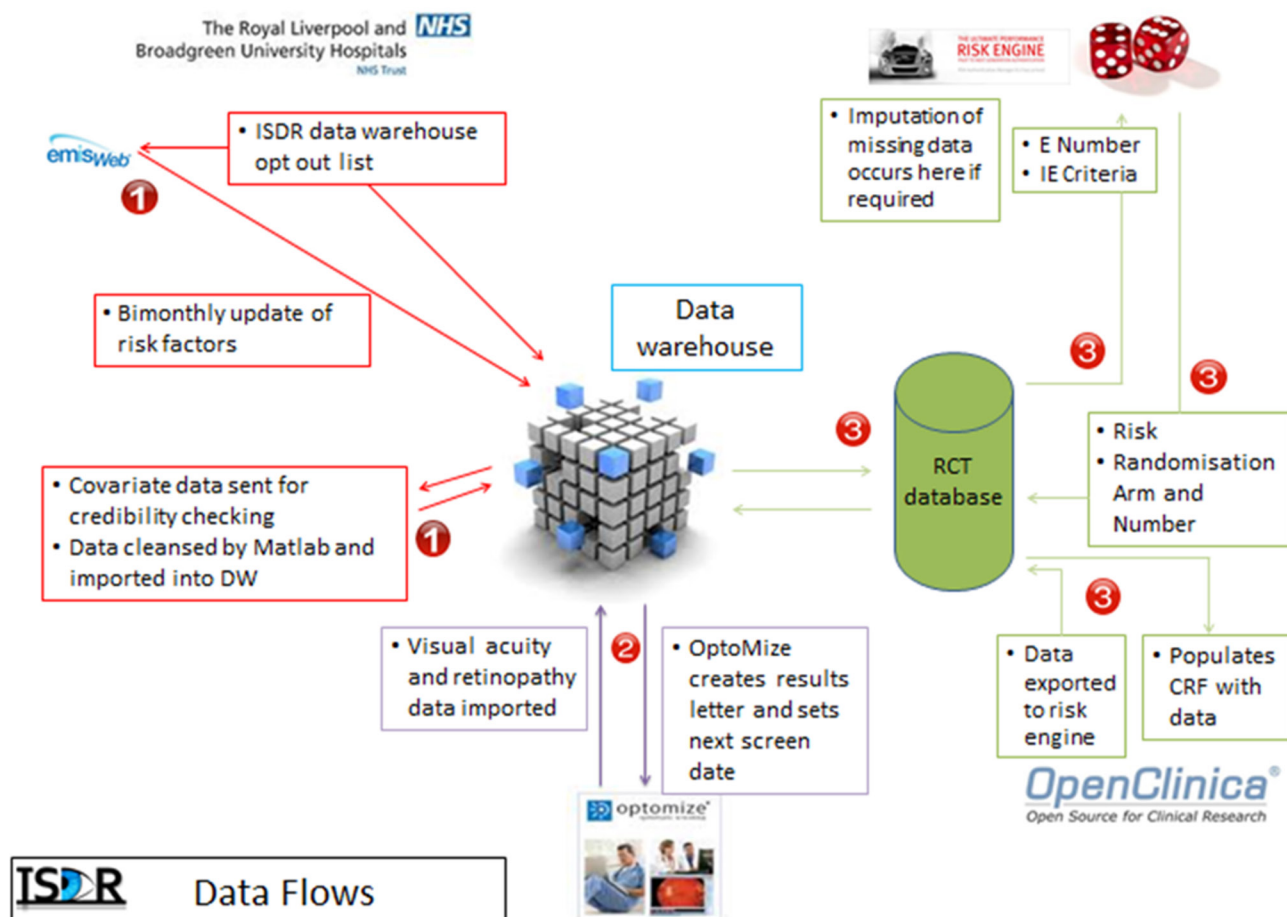 The Royal Liverpool and NHS
Broadgreen University Hospitals
NHS Trust
THE ULTIMATE PERFORMANCE
RISK ENGINE
emisWeb
1
• ISDR data warehouse
opt out list
• Imputation of
missing data
occurs here if
required
• E Number
• IE Criteria
• Bimonthly update of
risk factors
Data
warehouse
3
3
3
• Risk
• Randomisation
Arm and
Number
RCT
database
• Covariate data sent for
credibility checking
• Data cleansed by Matlab and
imported into DW
1
• Visual acuity
and retinopathy
data imported
2
• OptoMize
creates results
letter and sets
next screen
date
3
• Data
exported
to risk
engine
• Populates
CRF with
data
OpenClinica®
Open Source for Clinical Research
optomize
ISDR Data Flows